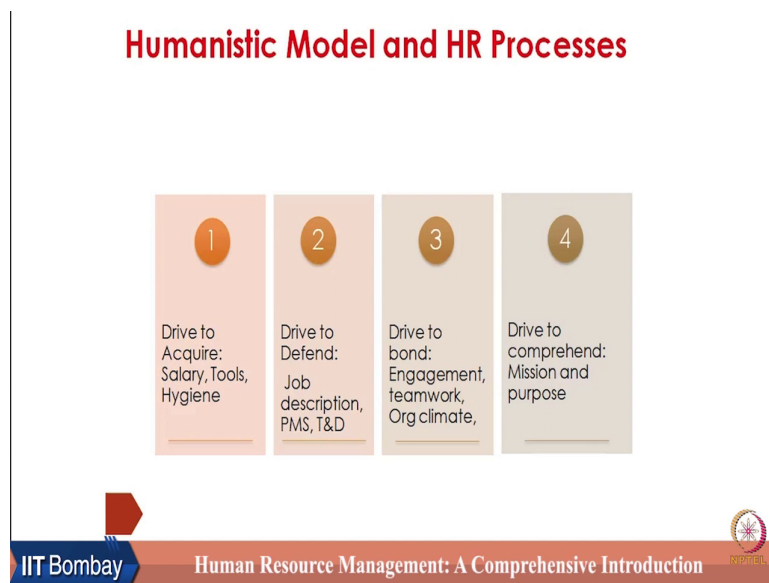 Humanistic Model and HR Processes
1
Drive to
Acquire:
Salary, Tools,
Hygiene
2
Drive to
Defend:
Job
description,
PMS, T&D
3
Drive to
bond:
Engagement,
teamwork,
Org climate,
4
Drive to
comprehend:
Mission and
purpose
IIT Bombay
Human Resource Management: A Comprehensive Introduction
NPTEL